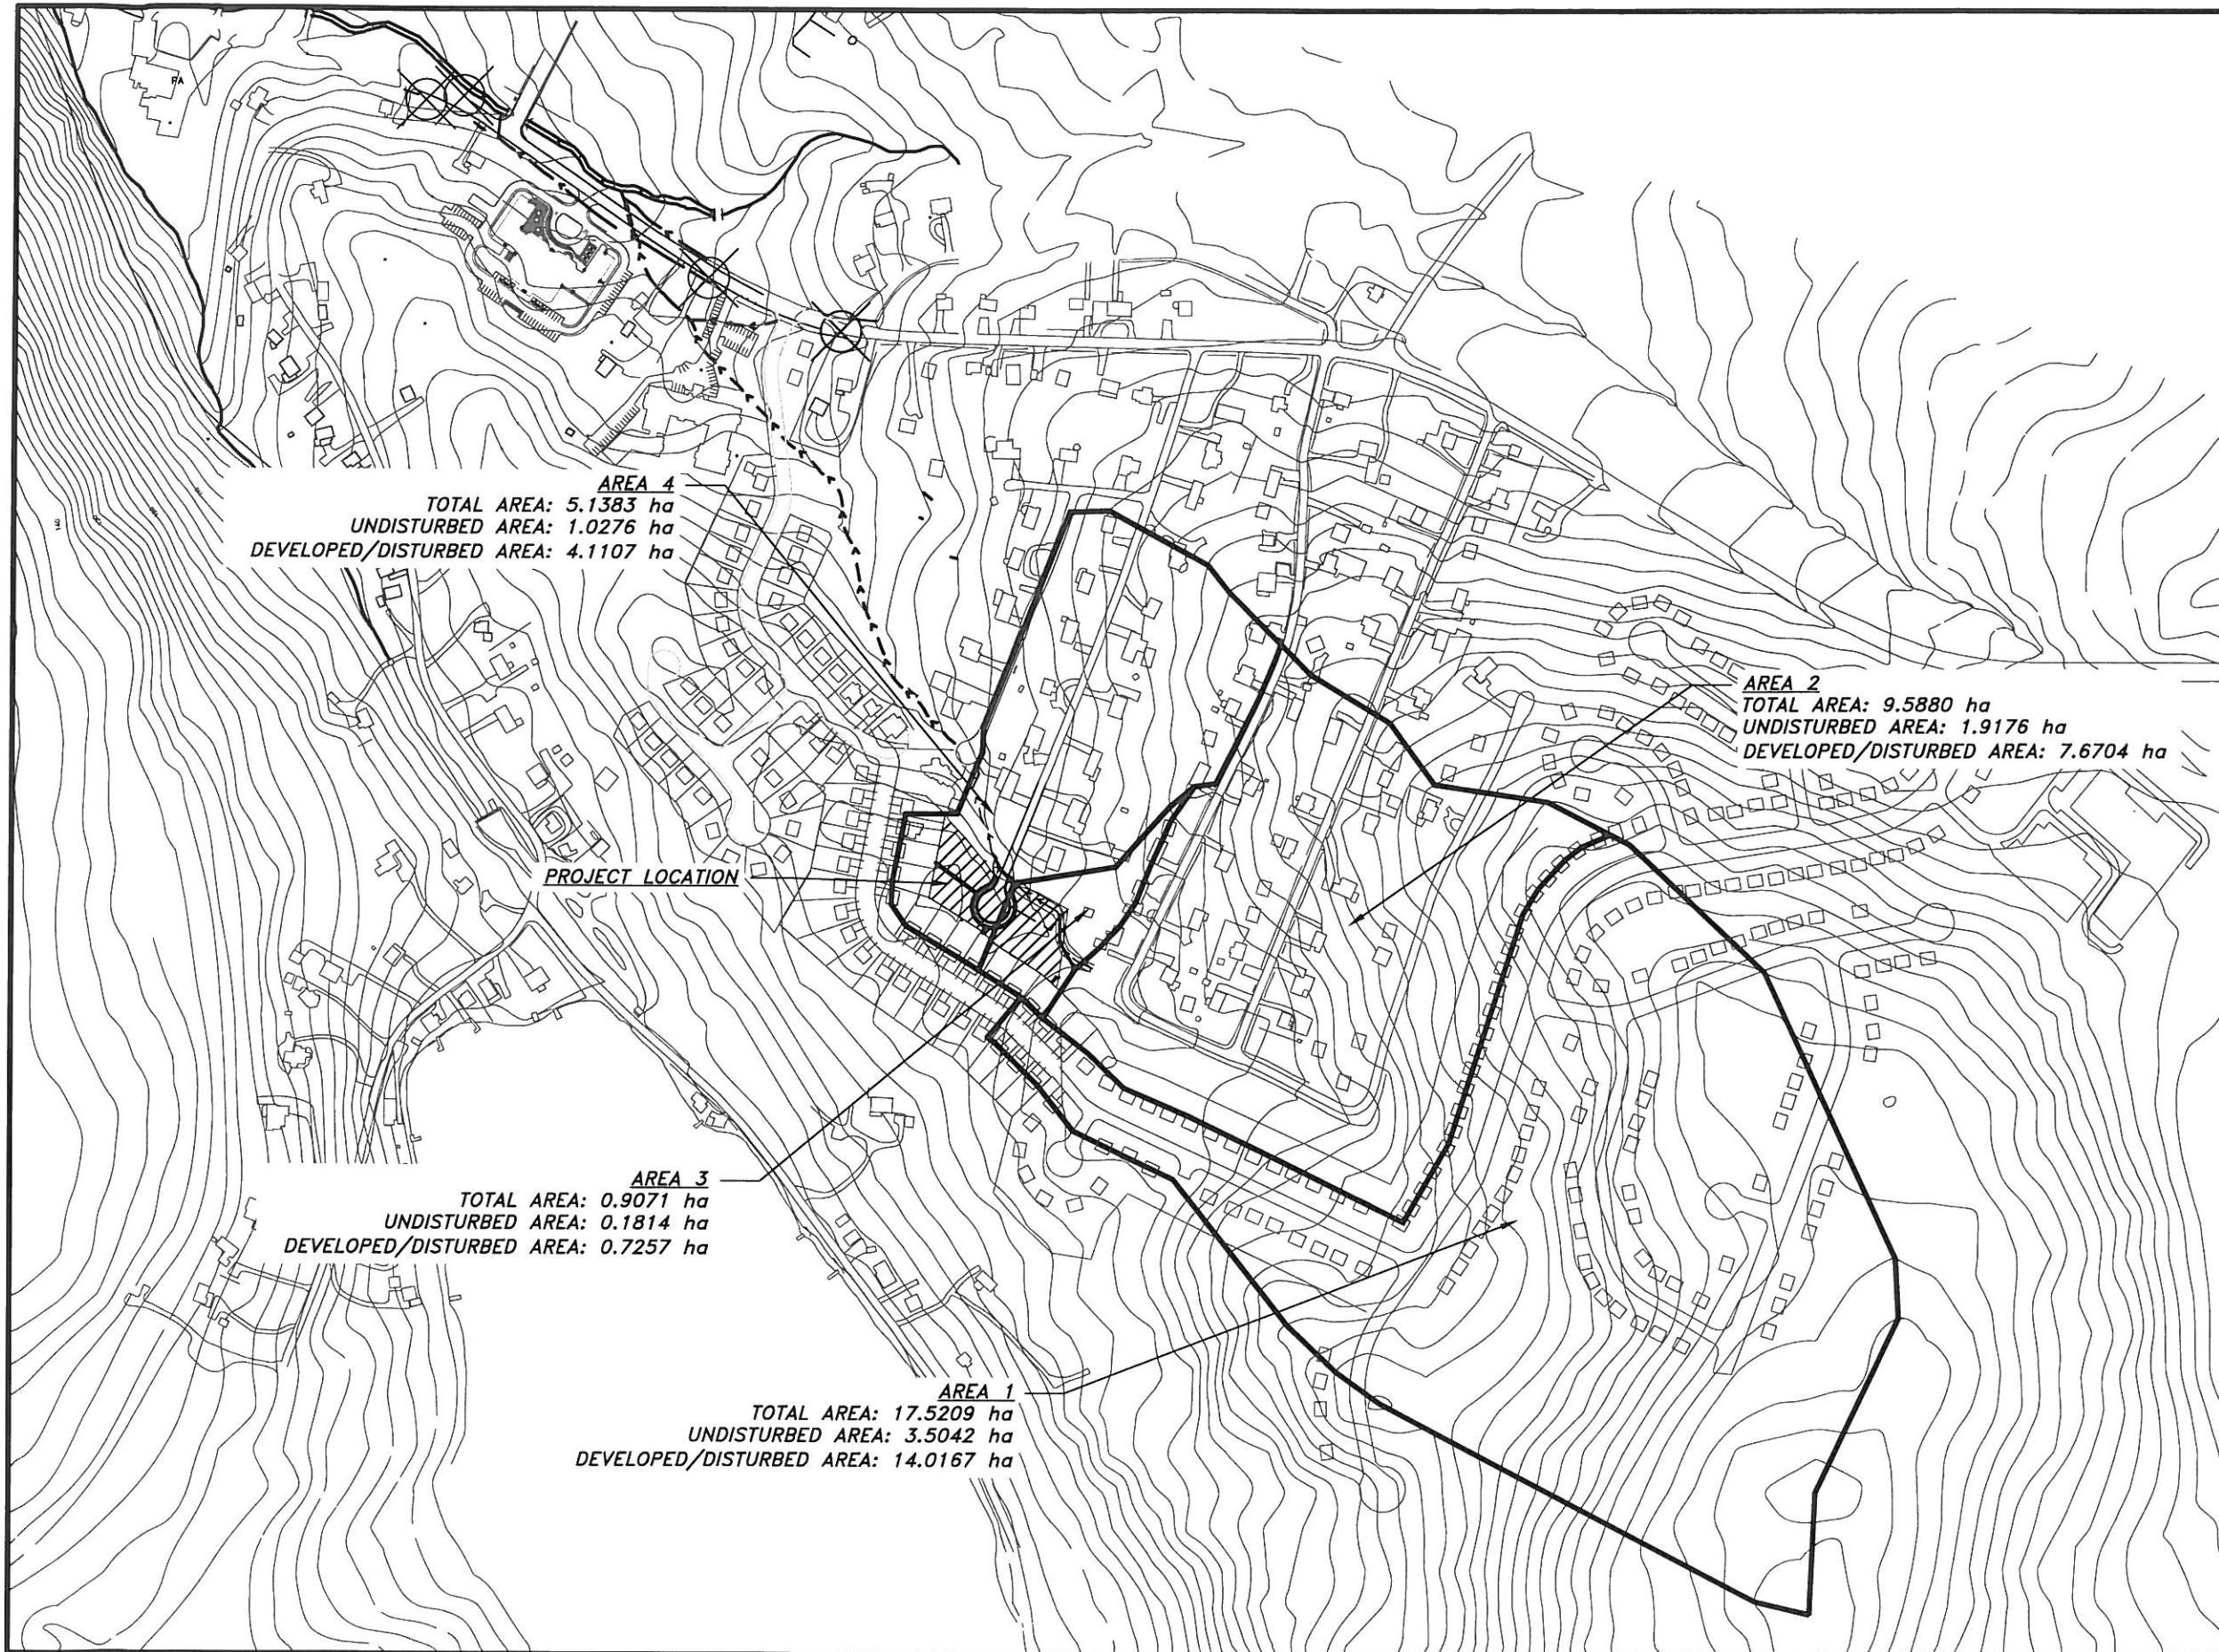 PA
AREA 4
TOTAL AREA: 5.1383 ha
UNDISTURBED AREA: 1.0276 ha
DEVELOPED/DISTURBED AREA: 4.1107 ha
AREA 2
TOTAL AREA: 9.5880 ha
UNDISTURBED AREA: 1.9176 ha
DEVELOPED/DISTURBED AREA: 7.6704 ha
PROJECT LOCATION
AREA 3
TOTAL AREA: 0.9071 ha
UNDISTURBED AREA: 0.1814 ha
DEVELOPED/DISTURBED AREA: 0.7257 ha
AREA 1
TOTAL AREA: 17.5209 ha
UNDISTURBED AREA: 3.5042 ha
DEVELOPED/DISTURBED AREA: 14.0167 ha